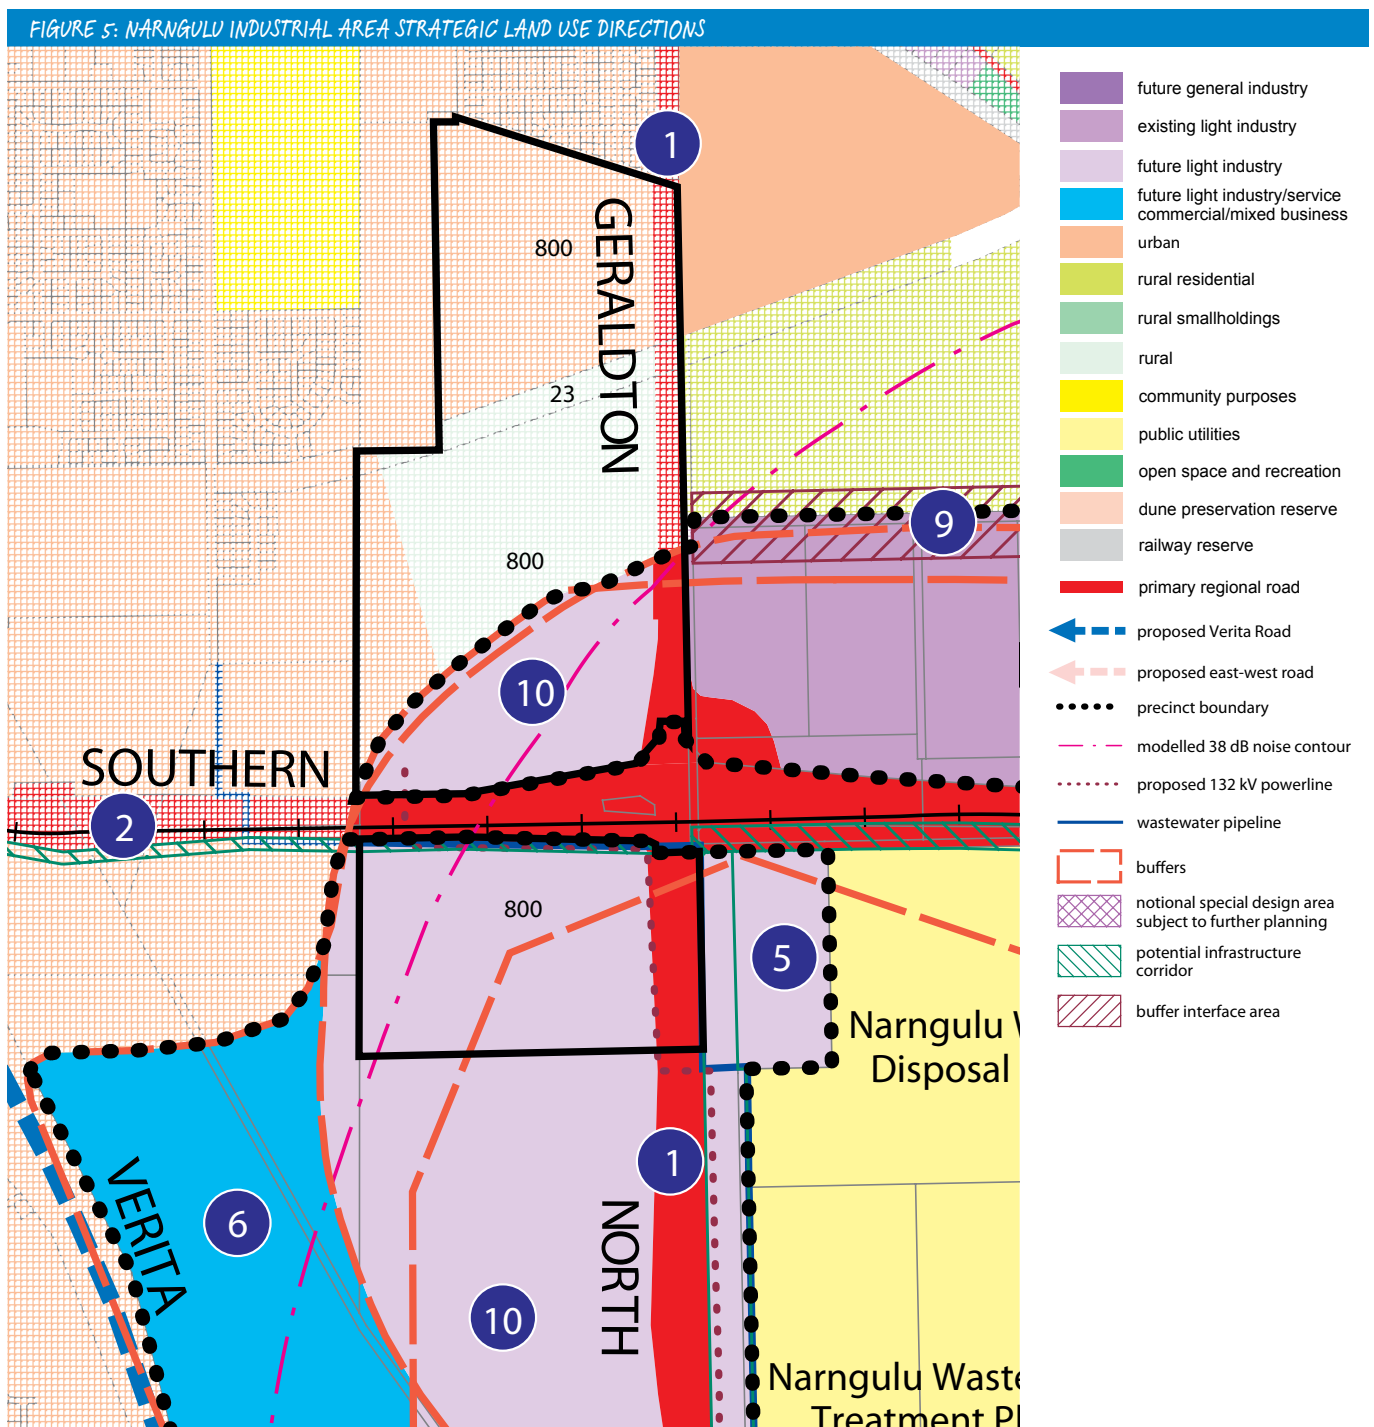 FIGURE 5: NARNGULU INDUSTRIAL AREA STRATEGIC LAND USE DIRECTIONS
1
GERALDTON
800
23
800
9
10
SOUTHERN
2
800
5
Narngulu W
Disposal
1
VERITA
6
NORTH
10
Narngulu Waste
Treatment Pl
future general industry
existing light industry
future light industry
future light industry/service
commercial/mixed business
urban
rural residential
rural smallholdings
rural
community purposes
public utilities
open space and recreation
dune preservation reserve
railway reserve
primary regional road
proposed Verita Road
proposed east-west road
precinct boundary
modelled 38 dB noise contour
proposed 132 kV powerline
wastewater pipeline
buffers
notional special design area
subject to further planning
potential infrastructure
corridor
buffer interface area